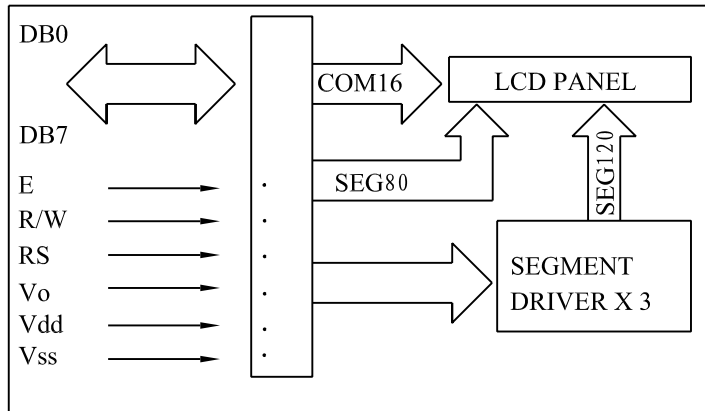 DB0
DB7
E
R/W
RS
Vo
Vdd
Vss
COM16
SEG80
LCD PANEL
SEG120
SEGMENT
DRIVER X 3